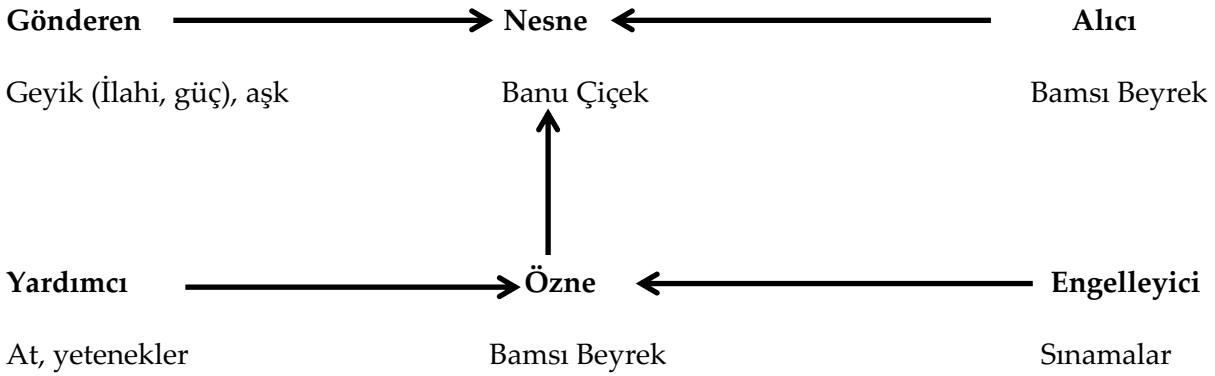 Gönderen Nesne Alıcı
Geyik (İlahi, güç), aşk Banu Çiçek Bamsı Beyrek
Yardımcı Özne Engelleyici
At, yetenekler Bamsı Beyrek Sınamalar